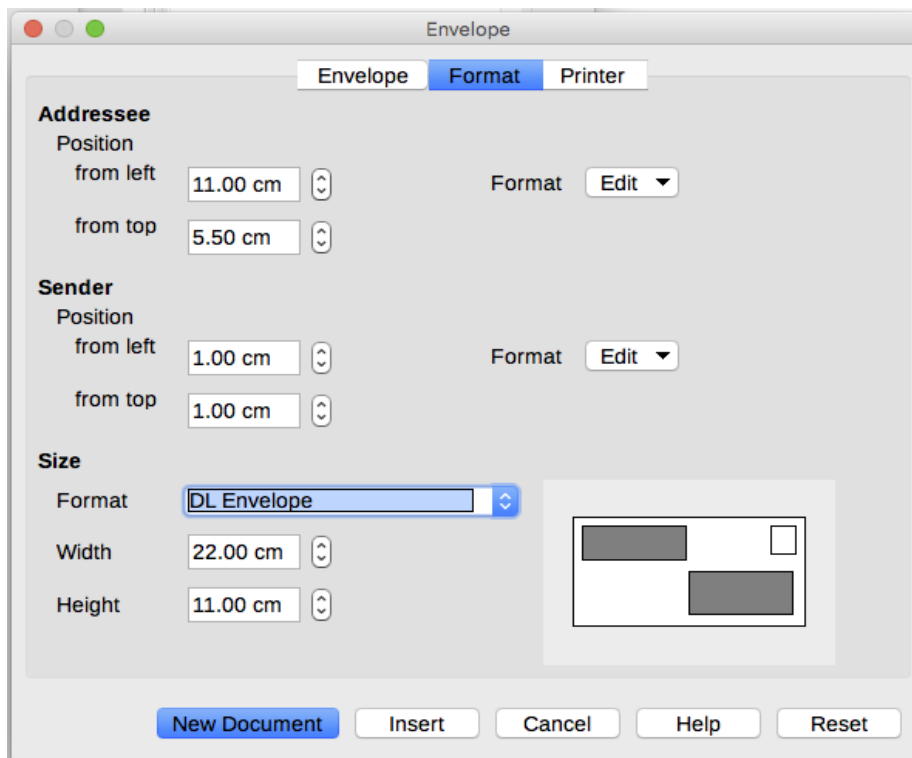 Envelope
Envelope Format Printer
Addressee
Position
from left 11.00 cm Format Edit
from top 5.50 cm
Sender
Position
from left 1.00 cm Format Edit
from top 1.00 cm
Size
Format DL Envelope
Width 22.00 cm
Height 11.00 cm
New Document Insert Cancel Help Reset